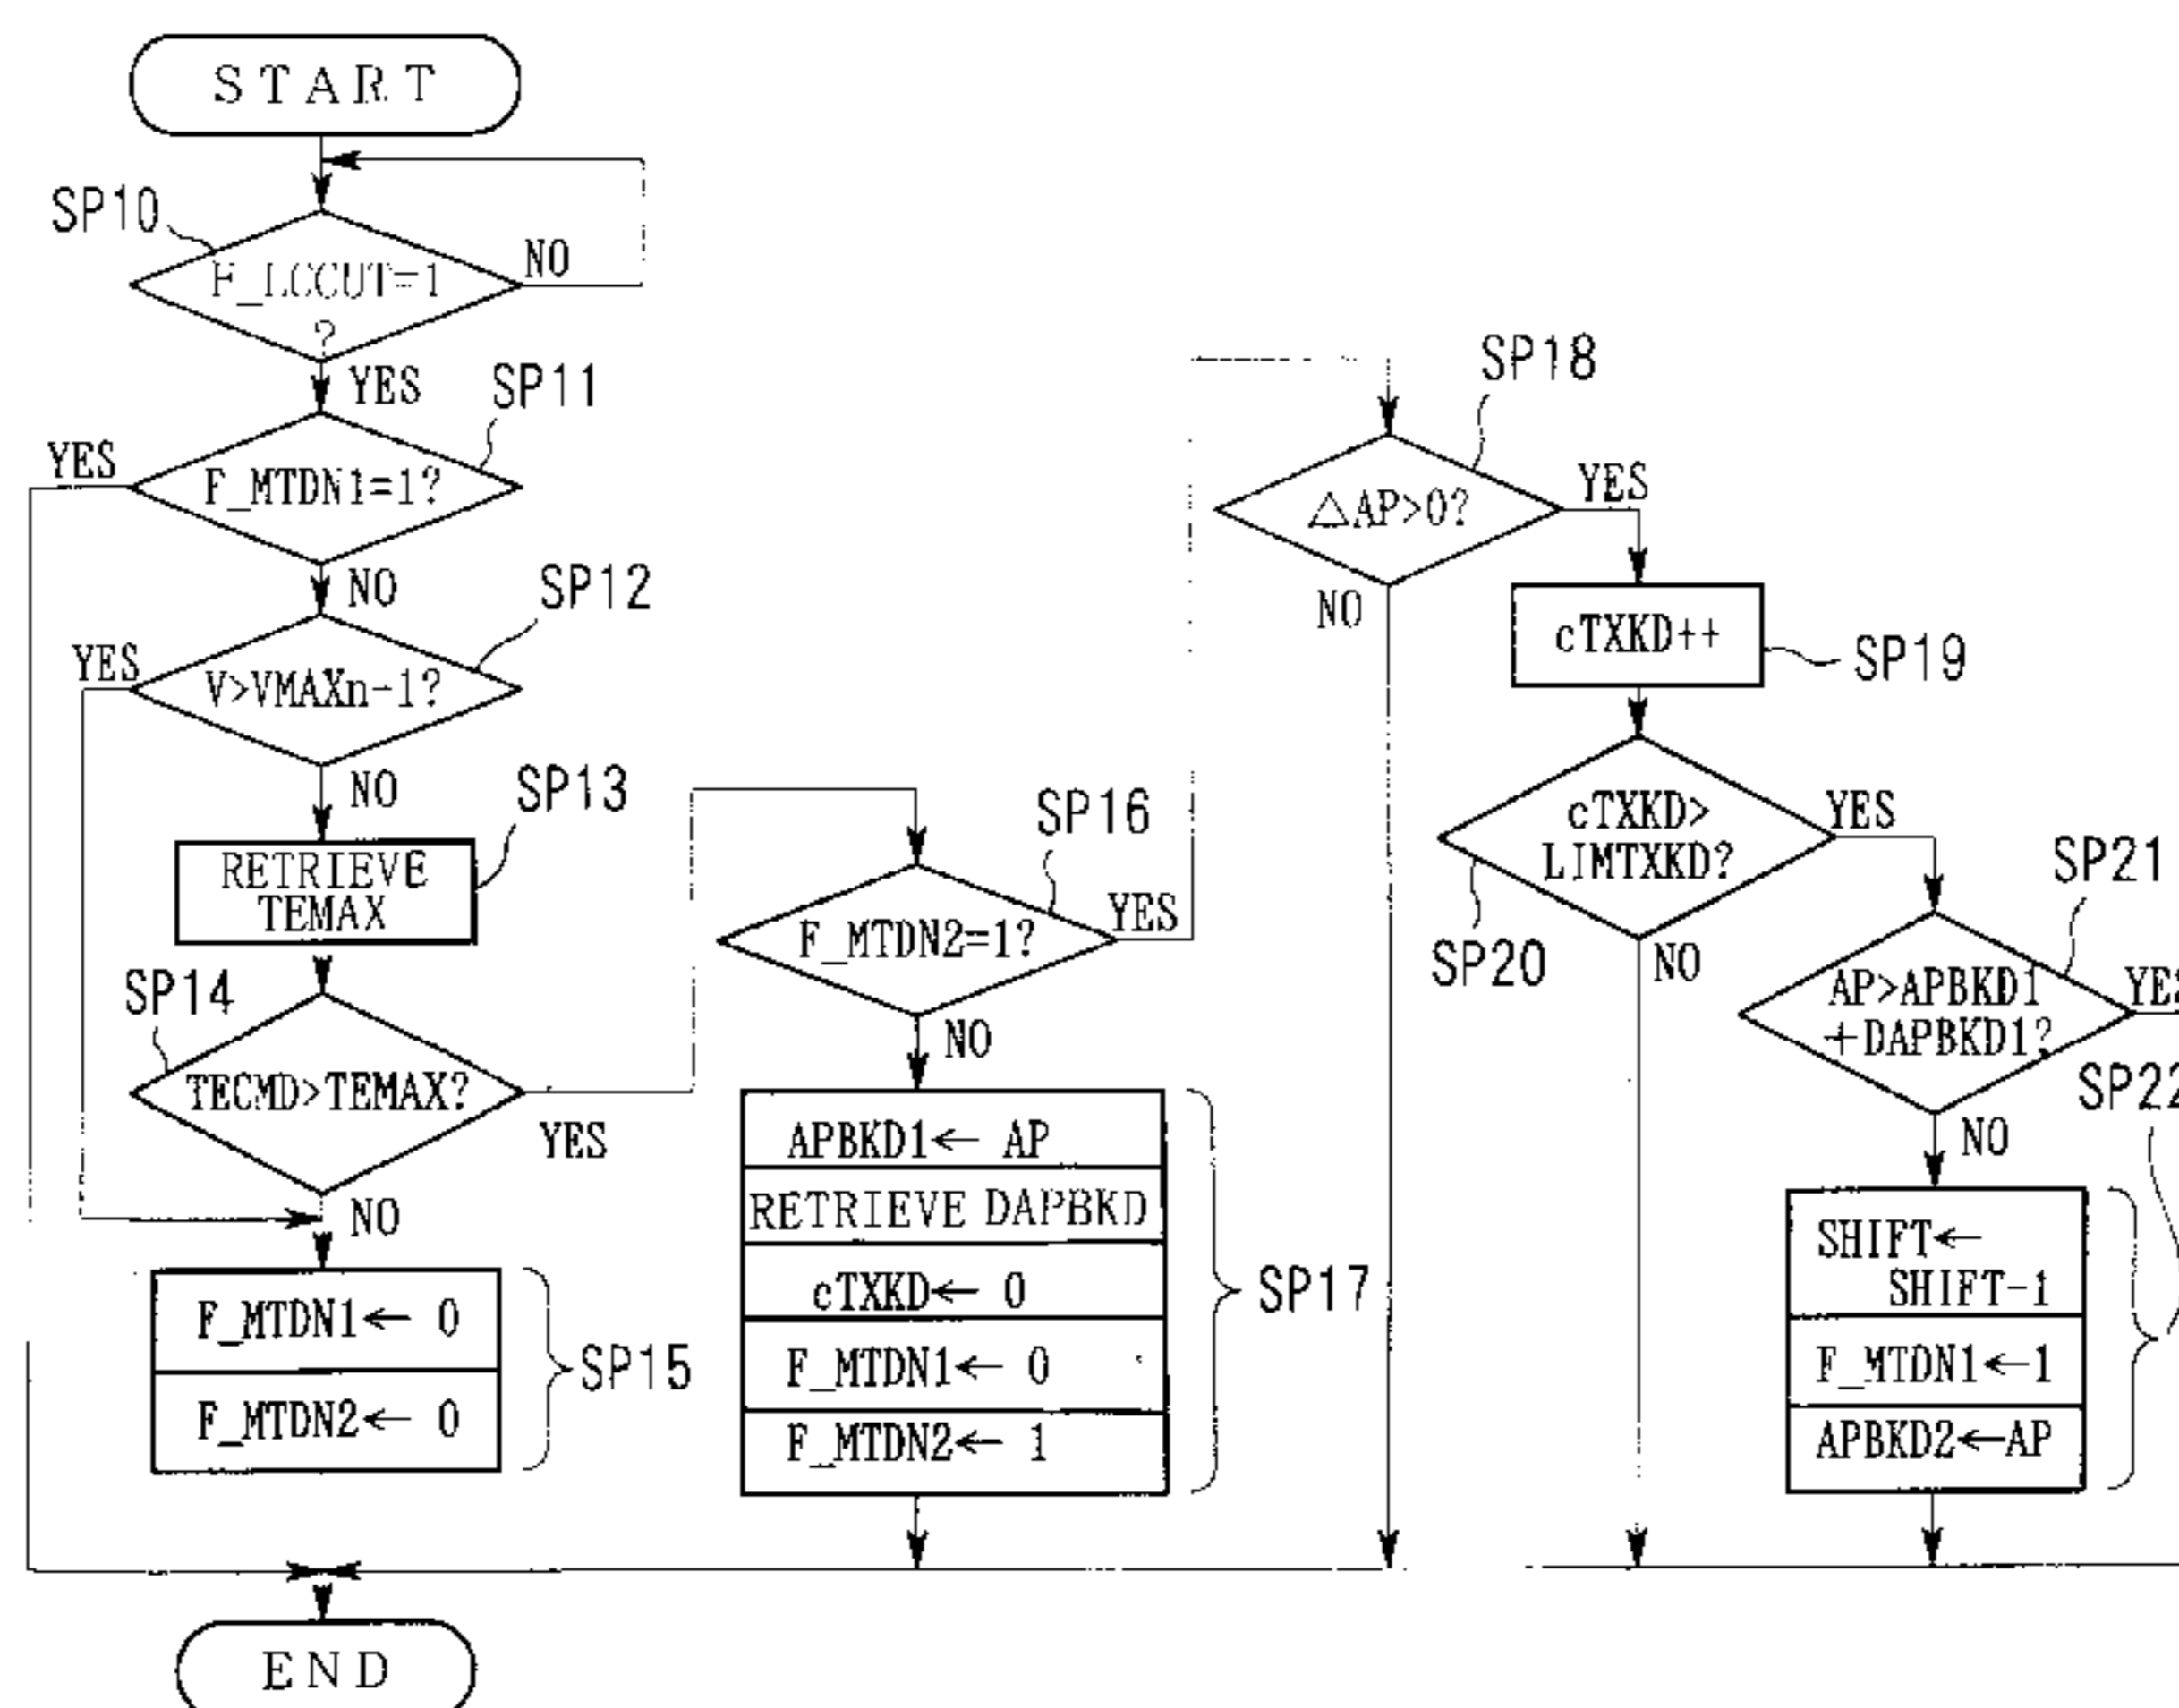 START
SP10
F_LCCUT=1
?
NO
YES
SP11
YES
F_MTDN1=1?
NO
SP12
YES
V>VMAXn-1?
NO
SP13
RETRIEVE
TEMAX
SP14
TECMD>TEMAX?
YES
NO
F_MTDN1← 0
F_MTDN2← 0
SP15
SP16
F_MTDN2=1?
YES
NO
APBKD1← AP
RETRIEVE DAPBKD
cTXKD← 0
F_MTDN1← 0
F_MTDN2← 1
SP17
SP18
△AP>0?
YES
NO
cTXKD++
SP19
cTXKD>
LIMTXKD?
YES
SP20
NO
SP21
AP>APBKD1
+DAPBKD1?
NO
SP22
SHIFT←
SHIFT-1
F_MTDN1←1
APBKD2←AP
END